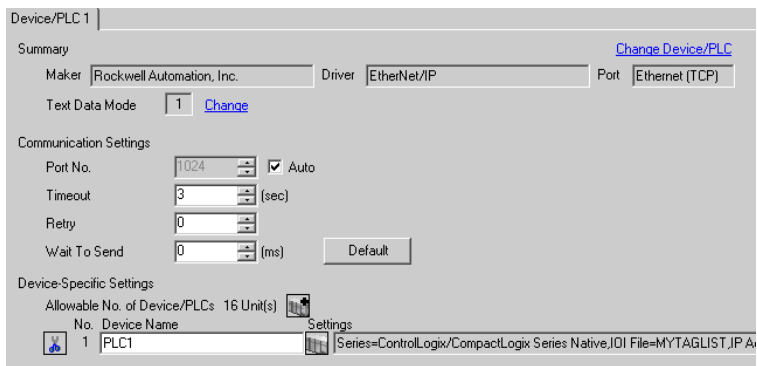 Device/PLC 1
Summary Change Device/PLC
Maker Rockwell Automation, Inc. Driver EtherNet/IP Port Ethernet (TCP)
Text Data Mode 1 Change
Communication Settings
Port No. 1024 Auto
Timeout 3 (sec)
Retry 0
Wait To Send 0 (ms) Default
Device-Specific Settings
Allowable No. of Device/PLCs 16 Unit(s)
No. Device Name Settings
1 PLC1 Series=ControlLogix/CompactLogix Series Native,IOI File=MYTAGLIST,IP